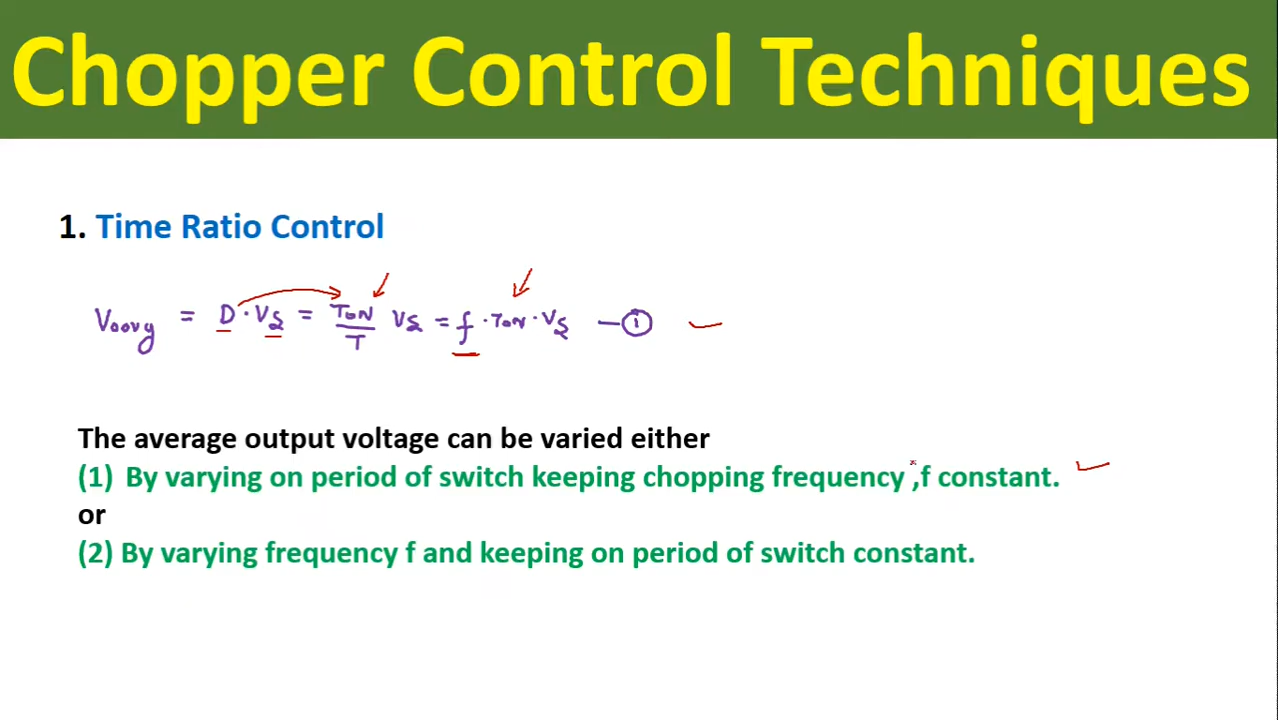 Chopper Control Techniques
1. Time Ratio Control
Voavg = D · Vs = TON/T Vs = f · TON · Vs — ①
The average output voltage can be varied either
(1) By varying on period of switch keeping chopping frequency ,f constant.
or
(2) By varying frequency f and keeping on period of switch constant.